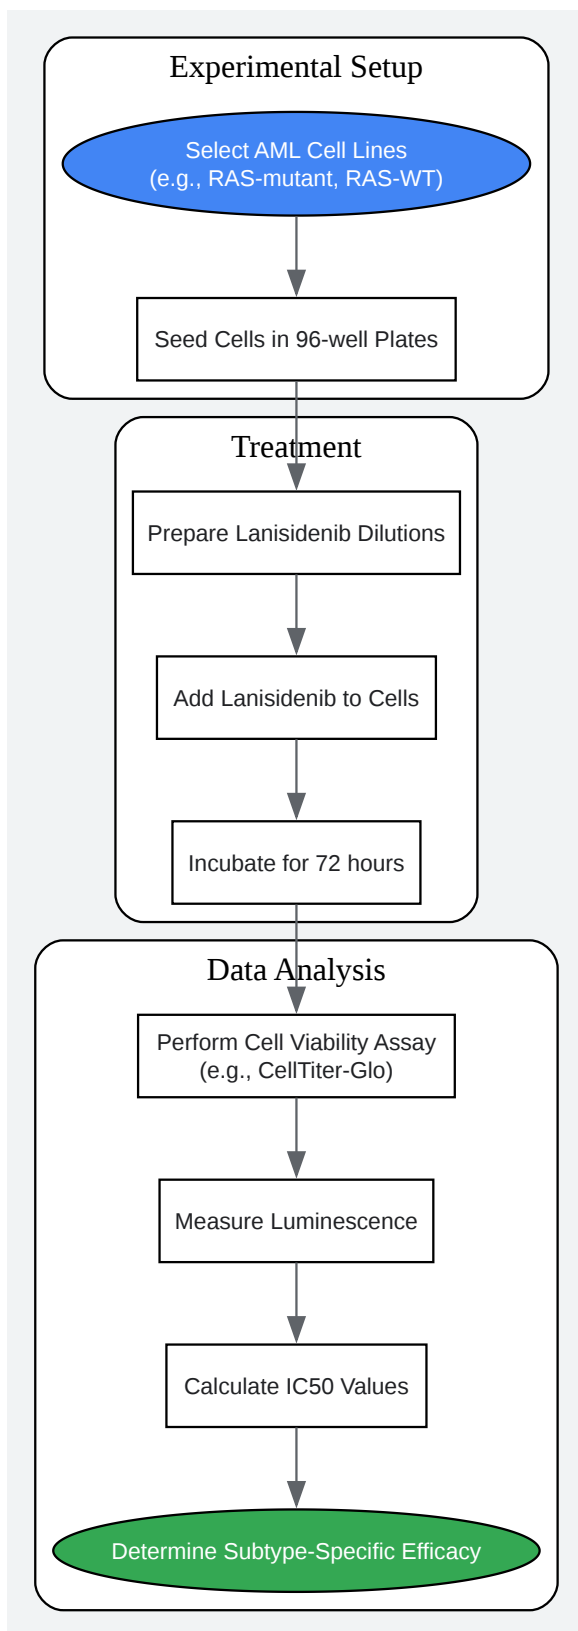 Experimental Setup
Select AML Cell Lines
(e.g., RAS-mutant, RAS-WT)
Seed Cells in 96-well Plates
Treatment
Prepare Lanisidenib Dilutions
Add Lanisidenib to Cells
Incubate for 72 hours
Data Analysis
Perform Cell Viability Assay
(e.g., CellTiter-Glo)
Measure Luminescence
Calculate IC50 Values
Determine Subtype-Specific Efficacy